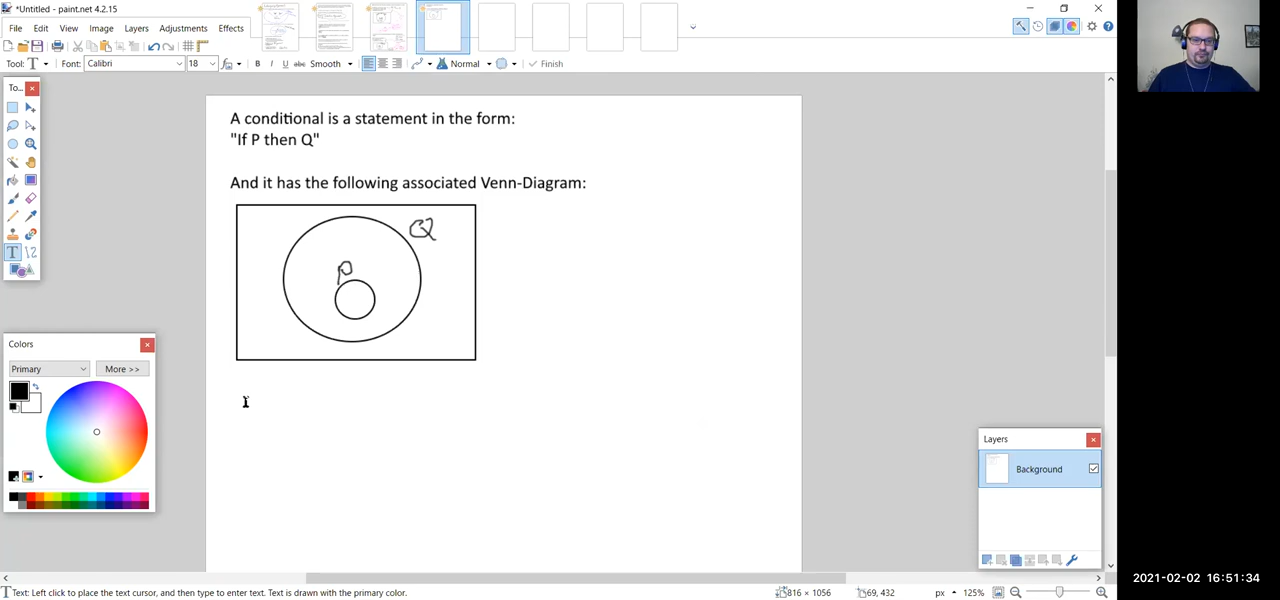 *Untitled - paint.net 4.2.15
File Edit View Image Layers Adjustments Effects
Tool: T Font: Calibri 18 B I U abc Smooth Normal Finish
To...
A conditional is a statement in the form:
"If P then Q"
And it has the following associated Venn-Diagram:
Q
P
Colors
Primary More >>
Layers
Background
Text: Left click to place the text cursor, and then type to enter text. Text is drawn with the primary color.
816 × 1056 69, 432 px 125%
2021-02-02 16:51:34